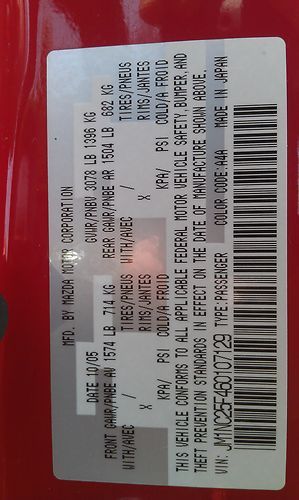 MFD. BY MAZDA MOTOR CORPORATION
DATE 10/05 GVWR/PNBV 3078 LB 1396 KG
FRONT GAWR/PNBE AV 1574 LB 714 KG REAR GAWR/PNBE AR 1504 LB 682 KG
WITH/AVEC TIRES/PNEUS WITH/AVEC TIRES/PNEUS
/ RIMS/JANTES / RIMS/JANTES
X X
KPA/ PSI COLD/A FROID KPA/ PSI COLD/A FROID
THIS VEHICLE CONFORMS TO ALL APPLICABLE FEDERAL MOTOR VEHICLE SAFETY, BUMPER, AND
THEFT PREVENTION STANDARDS IN EFFECT ON THE DATE OF MANUFACTURE SHOWN ABOVE.
VIN: JM1NC25F460107129 TYPE:PASSENGER COLOR CODE:A4A MADE IN JAPAN